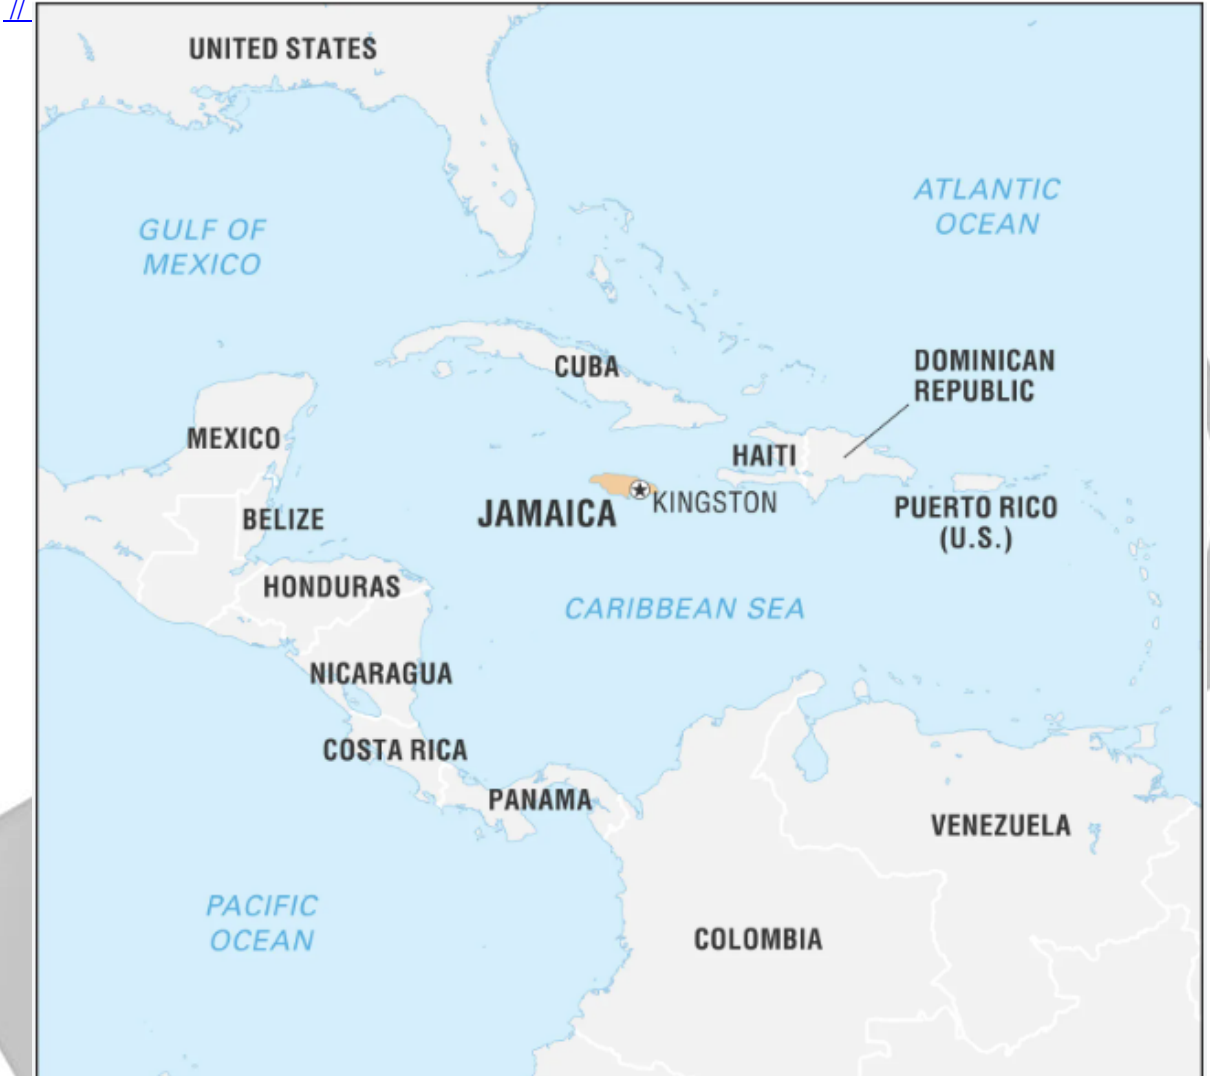 //
UNITED STATES
ATLANTIC
OCEAN
GULF OF
MEXICO
CUBA
DOMINICAN
REPUBLIC
MEXICO
HAITI
JAMAICA
KINGSTON
PUERTO RICO
(U.S.)
BELIZE
HONDURAS
CARIBBEAN SEA
NICARAGUA
COSTA RICA
PANAMA
VENEZUELA
PACIFIC
OCEAN
COLOMBIA